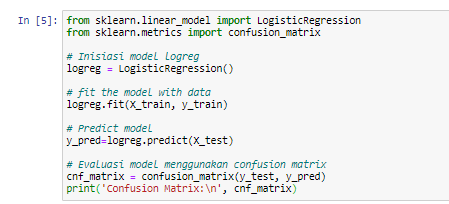 In [5]: from sklearn.linear_model import LogisticRegression
from sklearn.metrics import confusion_matrix
# Inisiasi model logreg
logreg = LogisticRegression()
# fit the model with data
logreg.fit(X_train, y_train)
# Predict model
y_pred=logreg.predict(X_test)
# Evaluasi model menggunakan confusion matrix
cnf_matrix = confusion_matrix(y_test, y_pred)
print('Confusion Matrix:\n', cnf_matrix)